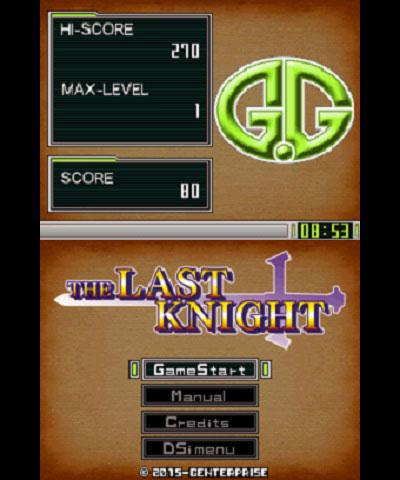 HI-SCORE
270
MAX-LEVEL
1
G.G
SCORE
80
08:53
THE LAST
KNIGHT
GameStart
Manual
Credits
DSimenu
© 2015-GENTERPRISE